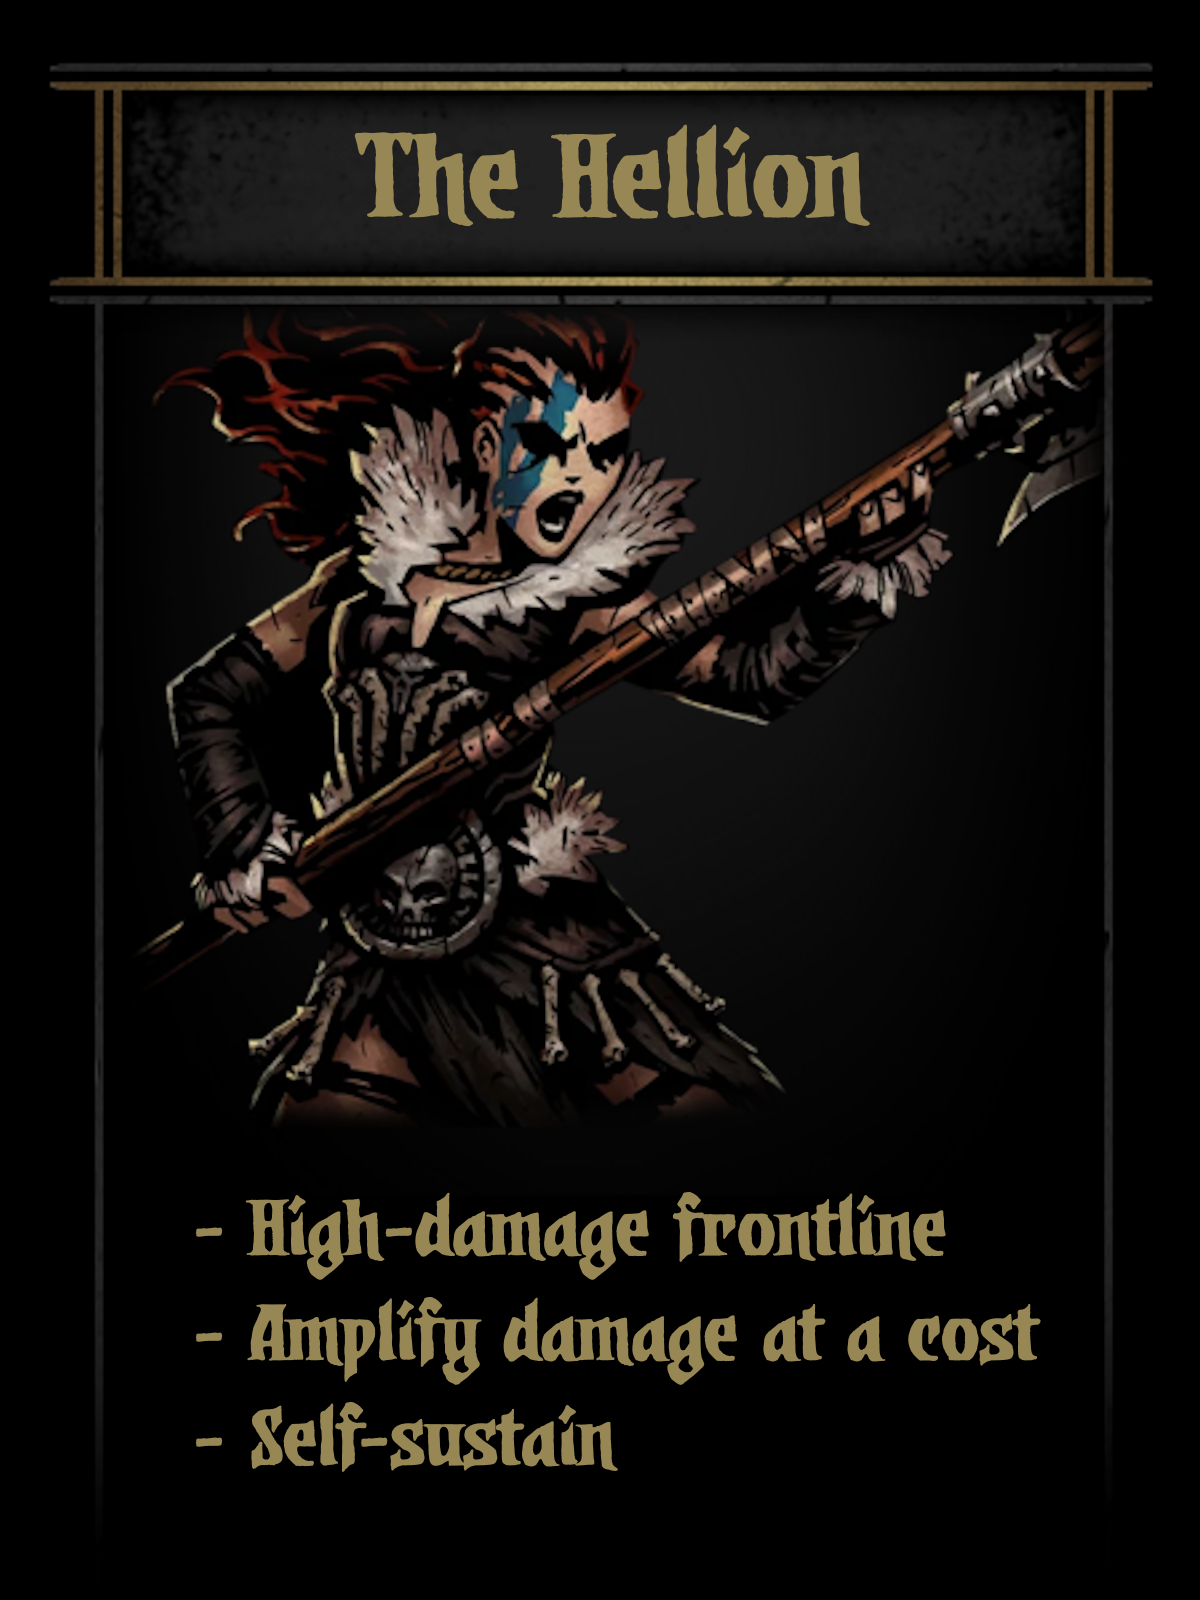 The Hellion
- High-damage frontline
- Amplify damage at a cost
- Self-sustain